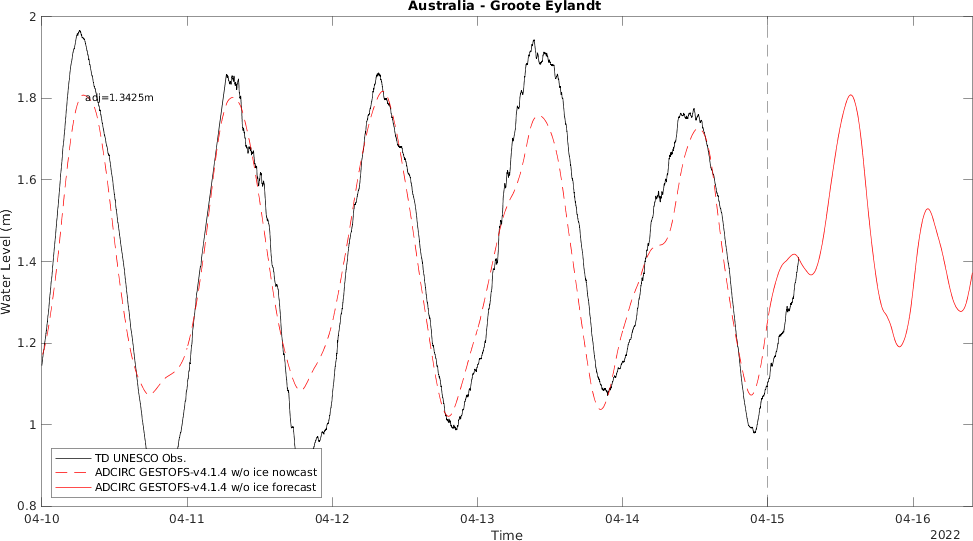 Australia - Groote Eylandt
2
1.8
1.6
1.4
1.2
1
0.8
Water Level (m)
adj=1.3425m
TD UNESCO Obs.
ADCIRC GESTOFS-v4.1.4 w/o ice nowcast
ADCIRC GESTOFS-v4.1.4 w/o ice forecast
04-10 04-11 04-12 04-13 04-14 04-15 04-16
Time
2022